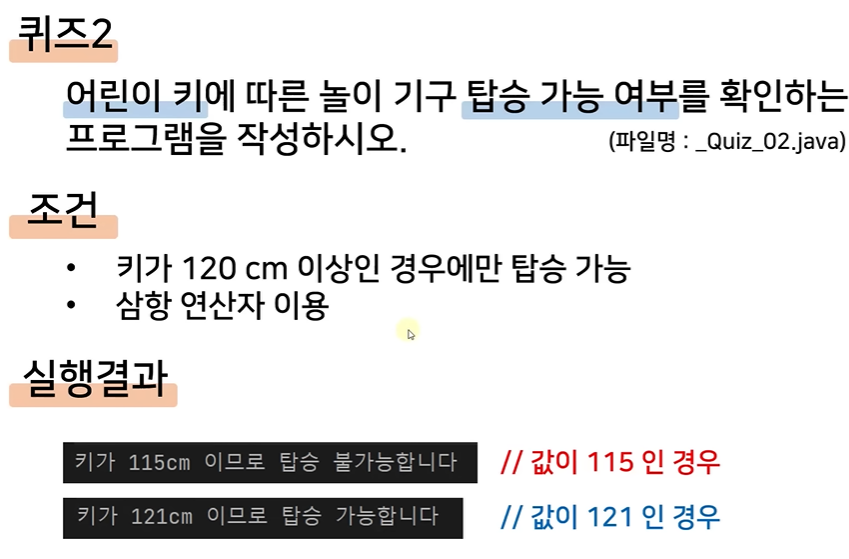 퀴즈2
어린이 키에 따른 놀이 기구 탑승 가능 여부를 확인하는
프로그램을 작성하시오.
(파일명 : _Quiz_02.java)
조건
• 키가 120 cm 이상인 경우에만 탑승 가능
• 삼항 연산자 이용
실행결과
키가 115cm 이므로 탑승 불가능합니다 // 값이 115 인 경우
키가 121cm 이므로 탑승 가능합니다 // 값이 121 인 경우